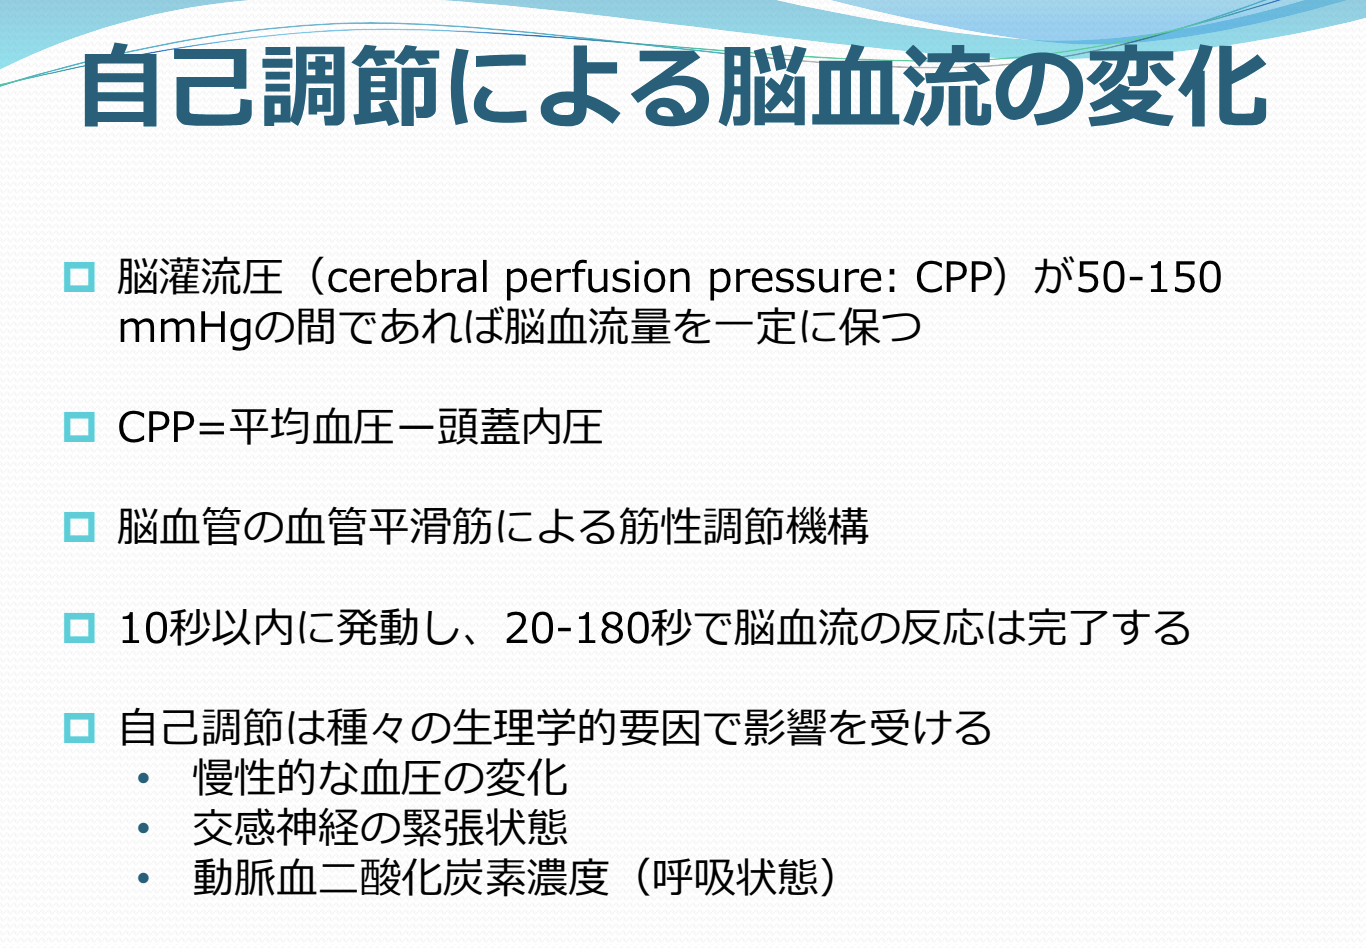 自己調節による脳血流の変化
脳灌流圧（cerebral perfusion pressure: CPP）が50-150
mmHgの間であれば脳血流量を一定に保つ
CPP=平均血圧ー頭蓋内圧
脳血管の血管平滑筋による筋性調節機構
10秒以内に発動し、20-180秒で脳血流の反応は完了する
自己調節は種々の生理学的要因で影響を受ける
• 慢性的な血圧の変化
• 交感神経の緊張状態
• 動脈血二酸化炭素濃度（呼吸状態）